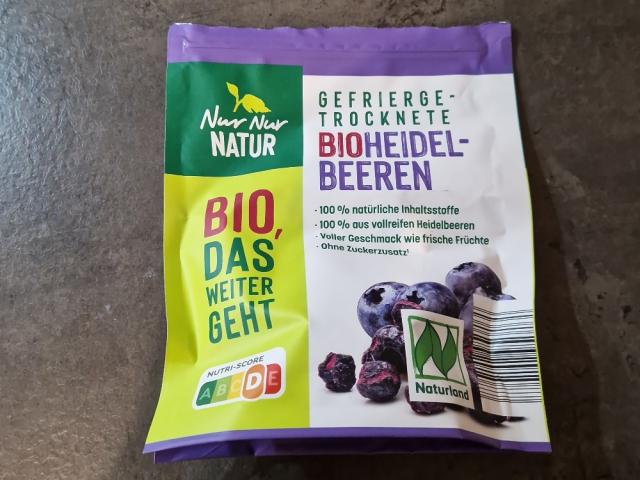 Nur Nur
NATUR
BIO,
DAS
WEITER
GEHT
NUTRI-SCORE
A B C D E
GEFRIERGE-
TROCKNETE
BIOHEIDEL-
BEEREN
· 100 % natürliche Inhaltsstoffe
· 100 % aus vollreifen Heidelbeeren
· Voller Geschmack wie frische Früchte
· Ohne Zuckerzusatz¹
Naturland